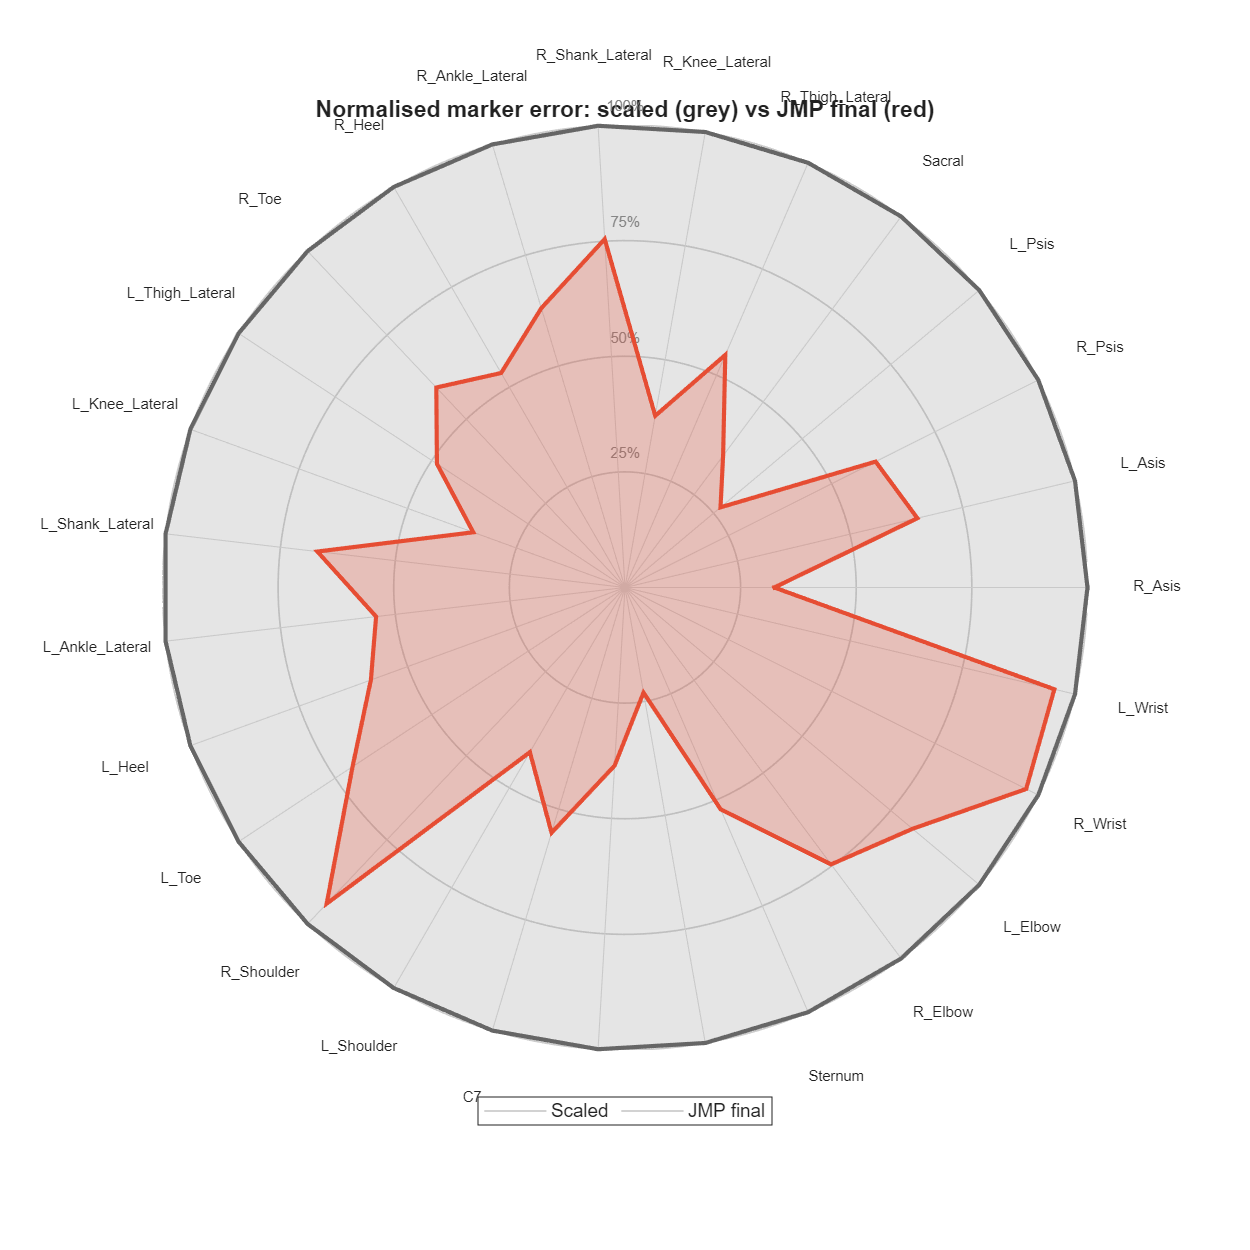 R_Shank_Lateral
R_Knee_Lateral
R_Ankle_Lateral
R_Thigh_Lateral
100%
Normalised marker error: scaled (grey) vs JMP final (red)
R_Heel
Sacral
R_Toe
75%
L_Psis
L_Thigh_Lateral
50%
R_Psis
L_Knee_Lateral
25%
L_Asis
L_Shank_Lateral
R_Asis
L_Ankle_Lateral
L_Wrist
L_Heel
R_Wrist
L_Toe
L_Elbow
R_Shoulder
R_Elbow
L_Shoulder
Sternum
C7
Scaled
JMP final